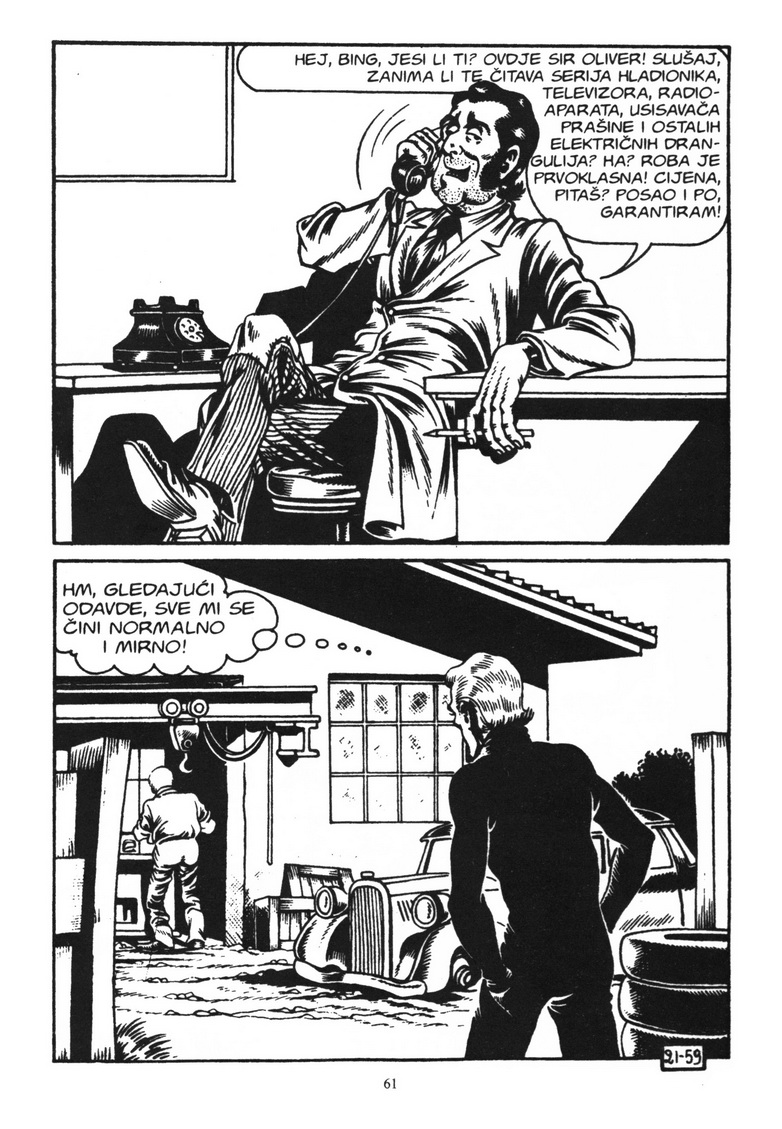 HEJ, BING, JESI LI TI? OVDJE SIR OLIVER! SLUŠAJ,
ZANIMA LI TE ČITAVA SERIJA HLADIONIKA,
TELEVIZORA, RADIO-
APARATA, USISAVAČA
PRAŠINE I OSTALIH
ELEKTRIČNIH DRAN-
GULIJA? HA? ROBA JE
PRVOKLASNA! CIJENA,
PITAŠ? POSAO I PO,
GARANTIRAM!
HM, GLEDAJUĆI
ODAVDE, SVE MI SE
ČINI NORMALNO
I MIRNO!
21-59
61